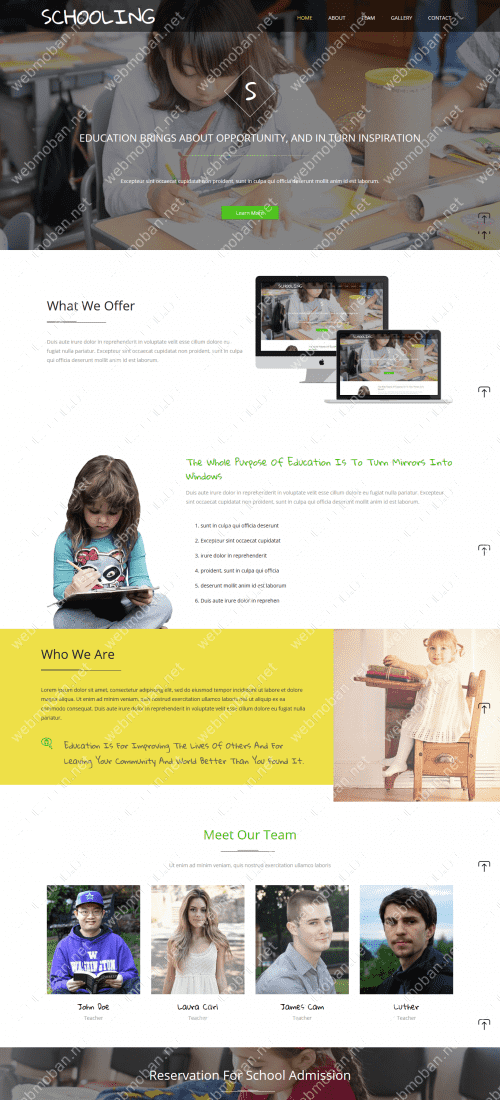 SCHOOLING
HOME ABOUT TEAM GALLERY CONTACT
S
EDUCATION BRINGS ABOUT OPPORTUNITY, AND IN TURN INSPIRATION
Excepteur sint occaecat cupidatat non proident, sunt in culpa qui officia deserunt mollit anim id est laborum.
Learn More
What We Offer
Duis aute irure dolor in reprehenderit in voluptate velit esse cillum dolore eu
fugiat nulla pariatur. Excepteur sint occaecat cupidatat non proident, sunt in culpa
qui officia deserunt mollit anim id est laborum.
SCHOOLING
SCHOOLING
The Whole Purpose Of Education Is To Turn Mirrors Into
Windows
Duis aute irure dolor in reprehenderit in voluptate velit esse cillum dolore eu fugiat nulla pariatur. Excepteur
sint occaecat cupidatat non proident, sunt in culpa qui officia deserunt mollit anim id est laborum.
1. sunt in culpa qui officia deserunt
2. Excepteur sint occaecat cupidatat
3. irure dolor in reprehenderit
4. proident, sunt in culpa qui officia
5. deserunt mollit anim id est laborum
6. Duis aute irure dolor in reprehen
Who We Are
Lorem ipsum dolor sit amet, consectetur adipiscing elit, sed do eiusmod tempor incididunt ut labore et dolore
magna aliqua. Ut enim ad minim veniam, quis nostrud exercitation ullamco laboris nisi ut aliquip ex ea
commodo consequat. Duis aute irure dolor in reprehenderit in voluptate velit esse cillum dolore eu fugiat nulla
pariatur.
Education Is For Improving The Lives Of Others And For
Leaving Your Community And World Better Than You Found It.
Meet Our Team
Ut enim ad minim veniam, quis nostrud exercitation ullamco laboris
W
WASHINGTON
John Doe Laura Cari James Cam Luther
Teacher Teacher Teacher Teacher
Reservation For School Admission
webmoban.net